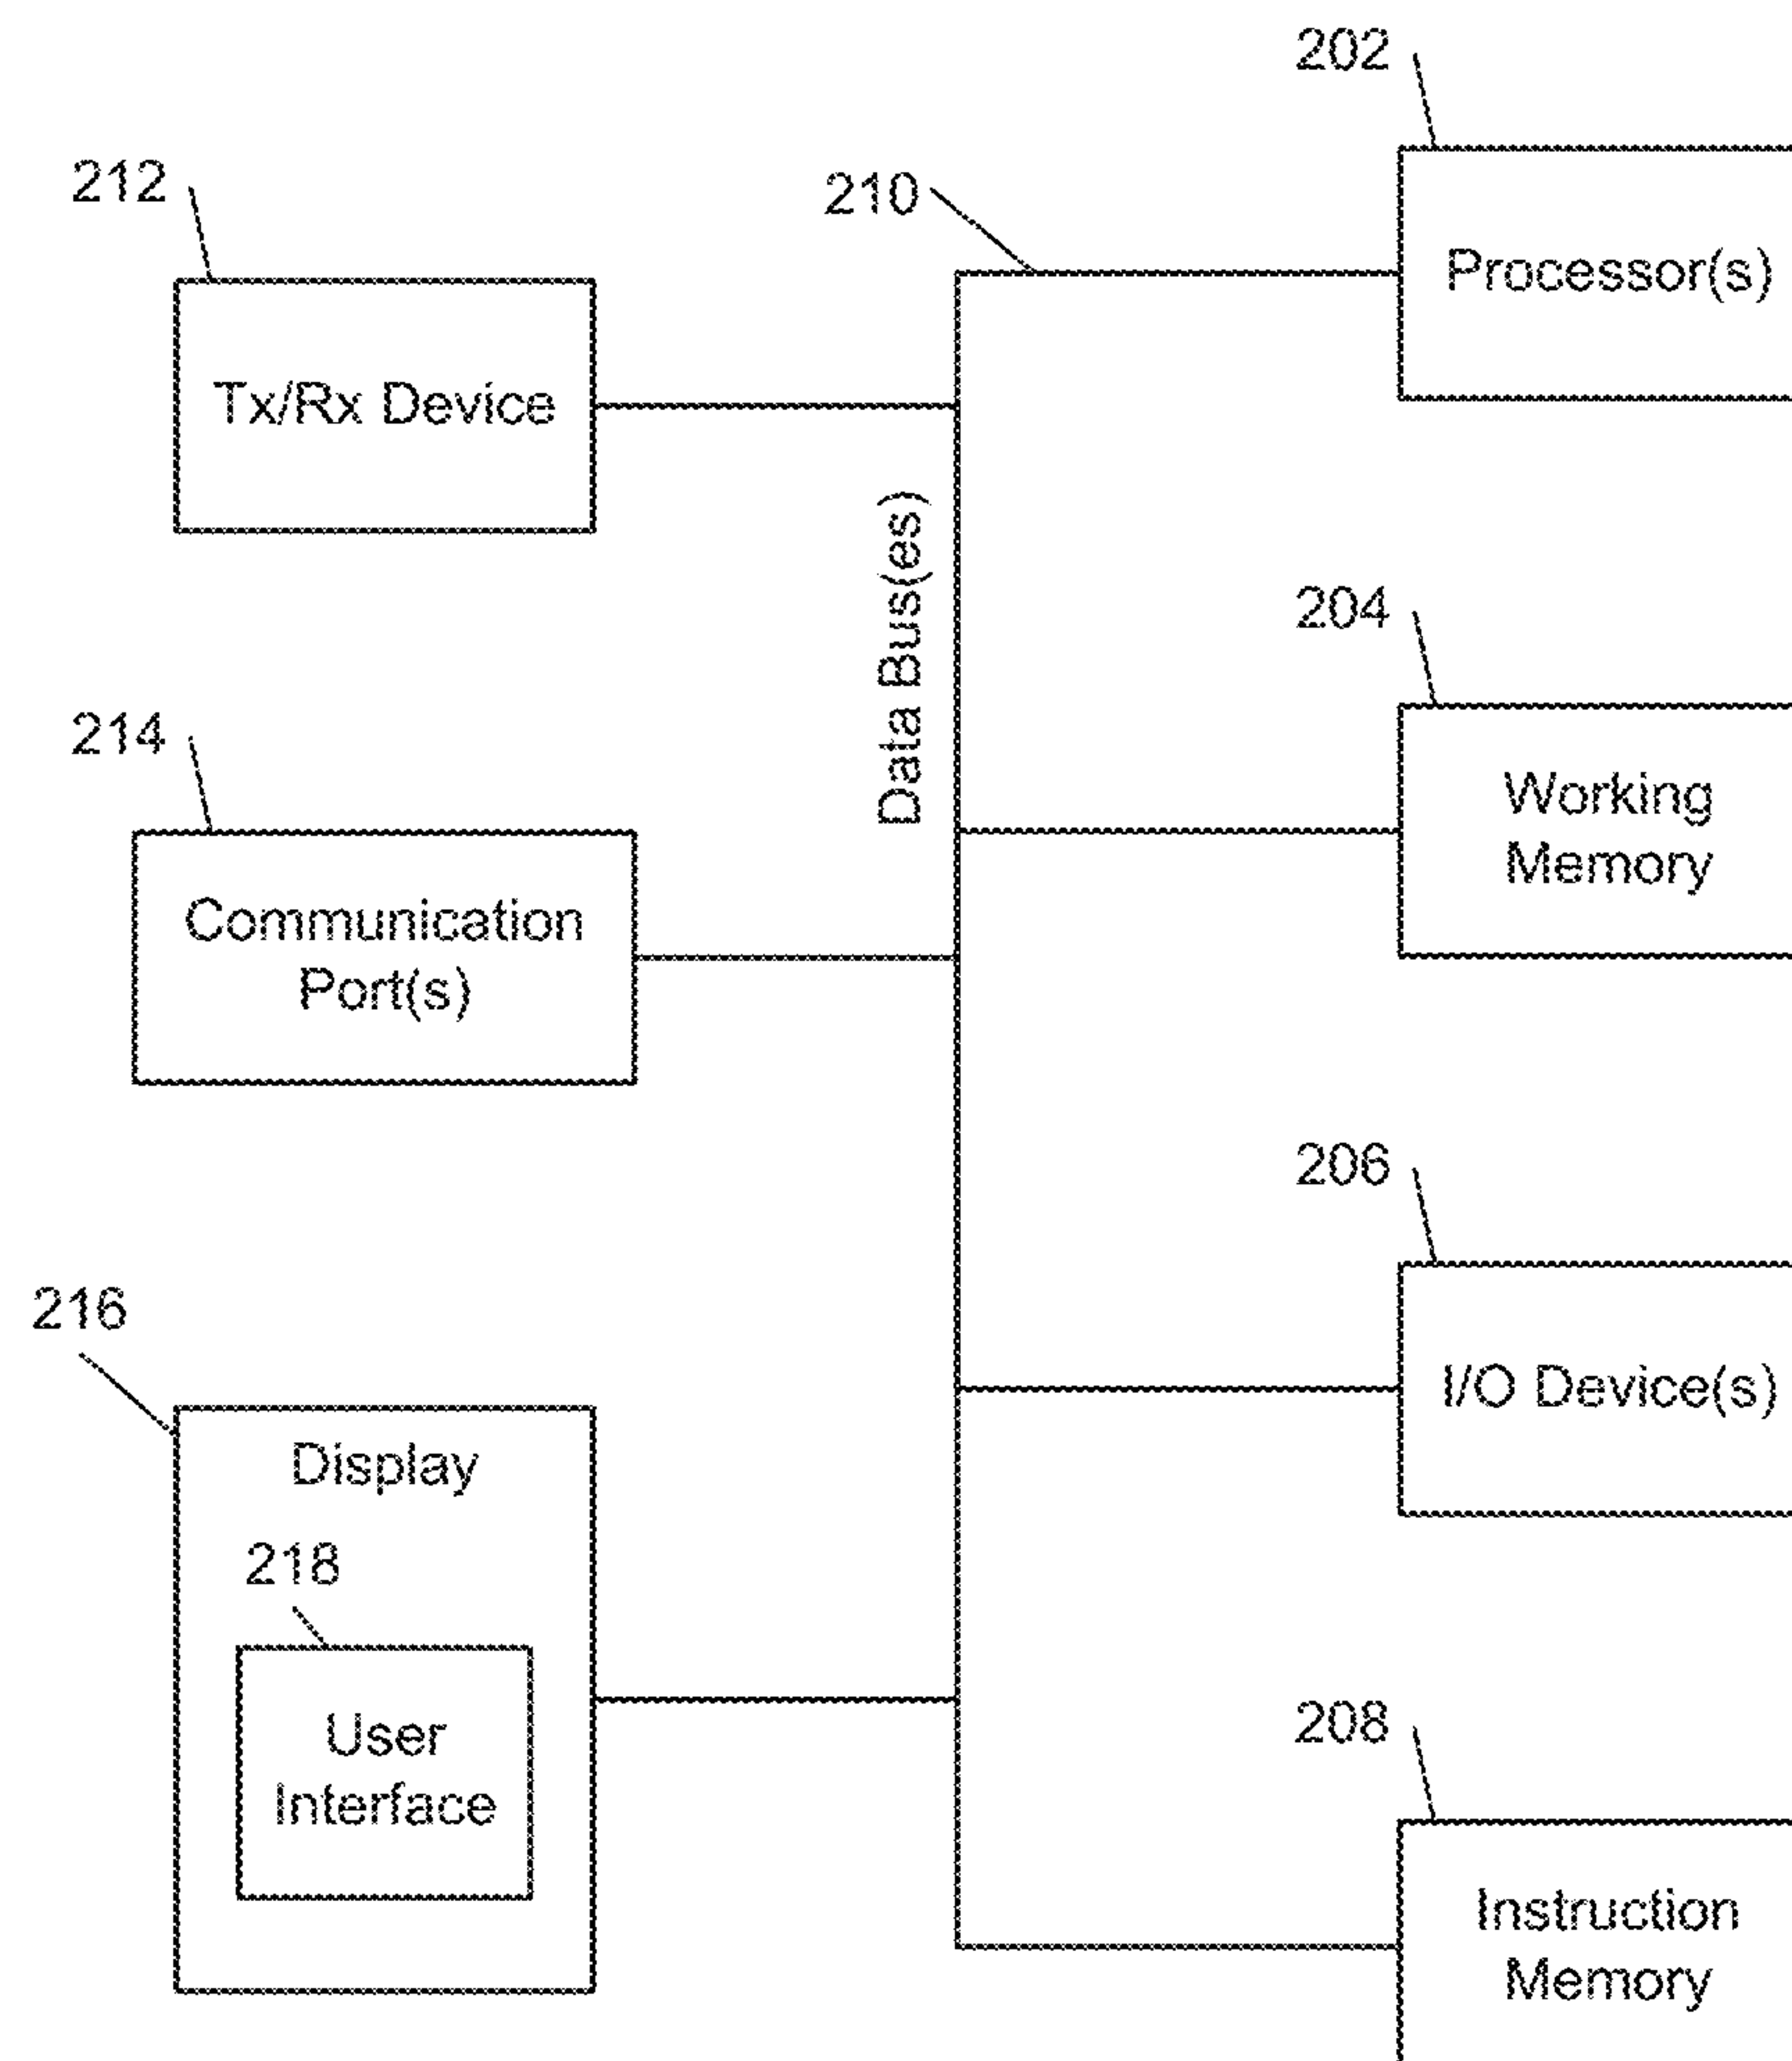 202
Processor(s)
212
Tx/Rx Device
210
Data Bus(es)
204
Working
Memory
214
Communication
Port(s)
206
I/O Device(s)
216
Display
218
User
Interface
208
Instruction
Memory